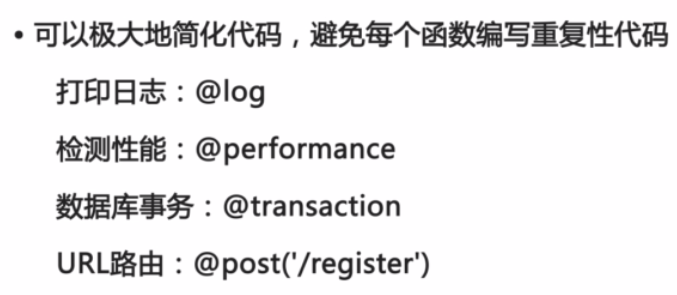 • 可以极大地简化代码，避免每个函数编写重复性代码
打印日志：@log
检测性能：@performance
数据库事务：@transaction
URL路由：@post('/register')